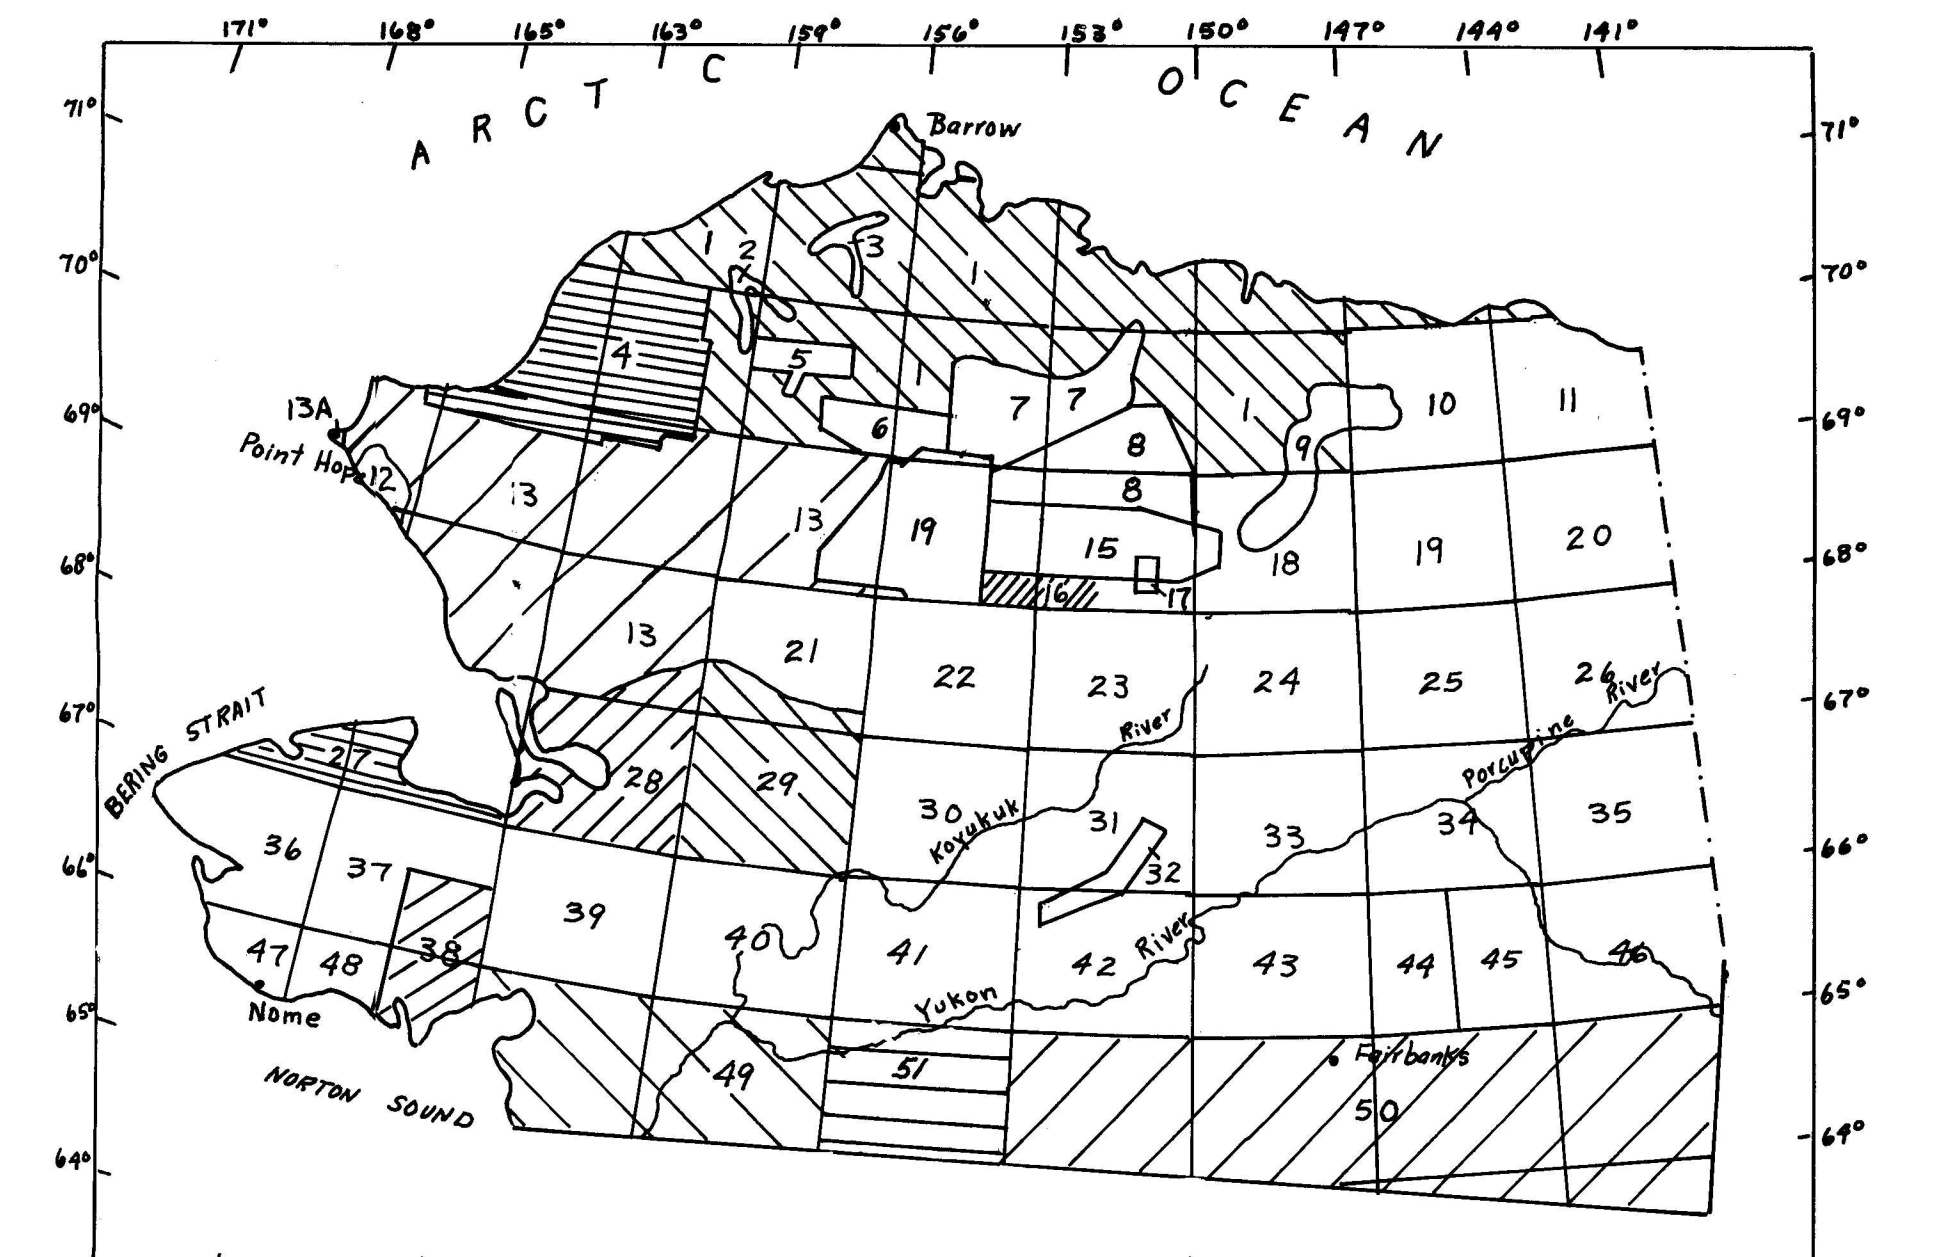 171° 168° 165° 163° 159° 156° 153° 150° 147° 144° 141°
ARCT C OCEAN
71° 71°
Barrow
70° 70°
1 2 3 1
4 5 1
69° 69°
13A 6 7 7 8 1 9 10 11
Point Hope 12
13 13 19 8 15 18 19 20
68° 68°
16 17
13 21 22 23 24 25 26
River
67° 67°
BERING STRAIT
River
Porcupine
27 28 29 30 31 33 34 35
Koyukuk
66° 66°
36 37 32
38 39 40 41 42 43 44 45 46
River
47 48
Yukon
65° 65°
Nome
49 51 Fairbanks
NORTON SOUND
50
64° 64°